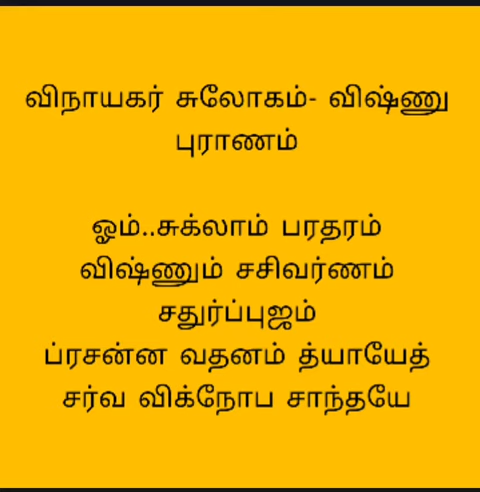 விநாயகர் சுலோகம்- விஷ்ணு
புராணம்
ஓம்..சுக்லாம் பரதரம்
விஷ்ணும் சசிவர்ணம்
சதுர்ப்புஜம்
ப்ரசன்ன வதனம் த்யாயேத்
சர்வ விக்நோப சாந்தயே